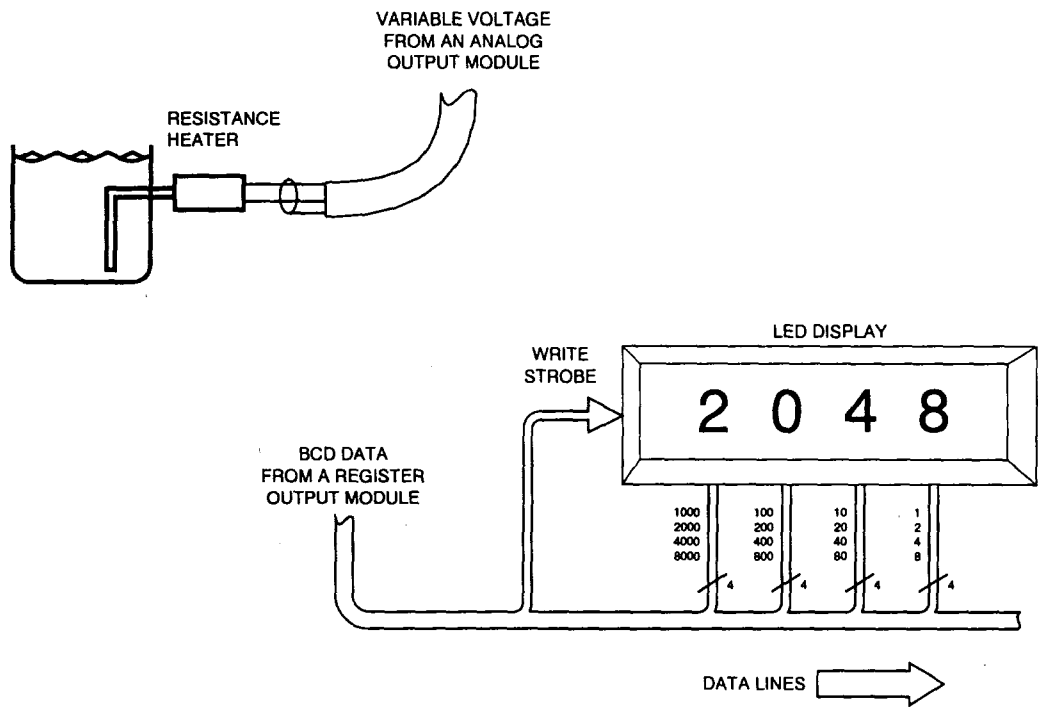 VARIABLE VOLTAGE
FROM AN ANALOG
OUTPUT MODULE
RESISTANCE
HEATER
LED DISPLAY
WRITE
STROBE
2 0 4 8
BCD DATA
FROM A REGISTER
OUTPUT MODULE
1000 100 10 1
2000 200 20 2
4000 400 40 4
8000 800 80 8
4 4 4 4
DATA LINES